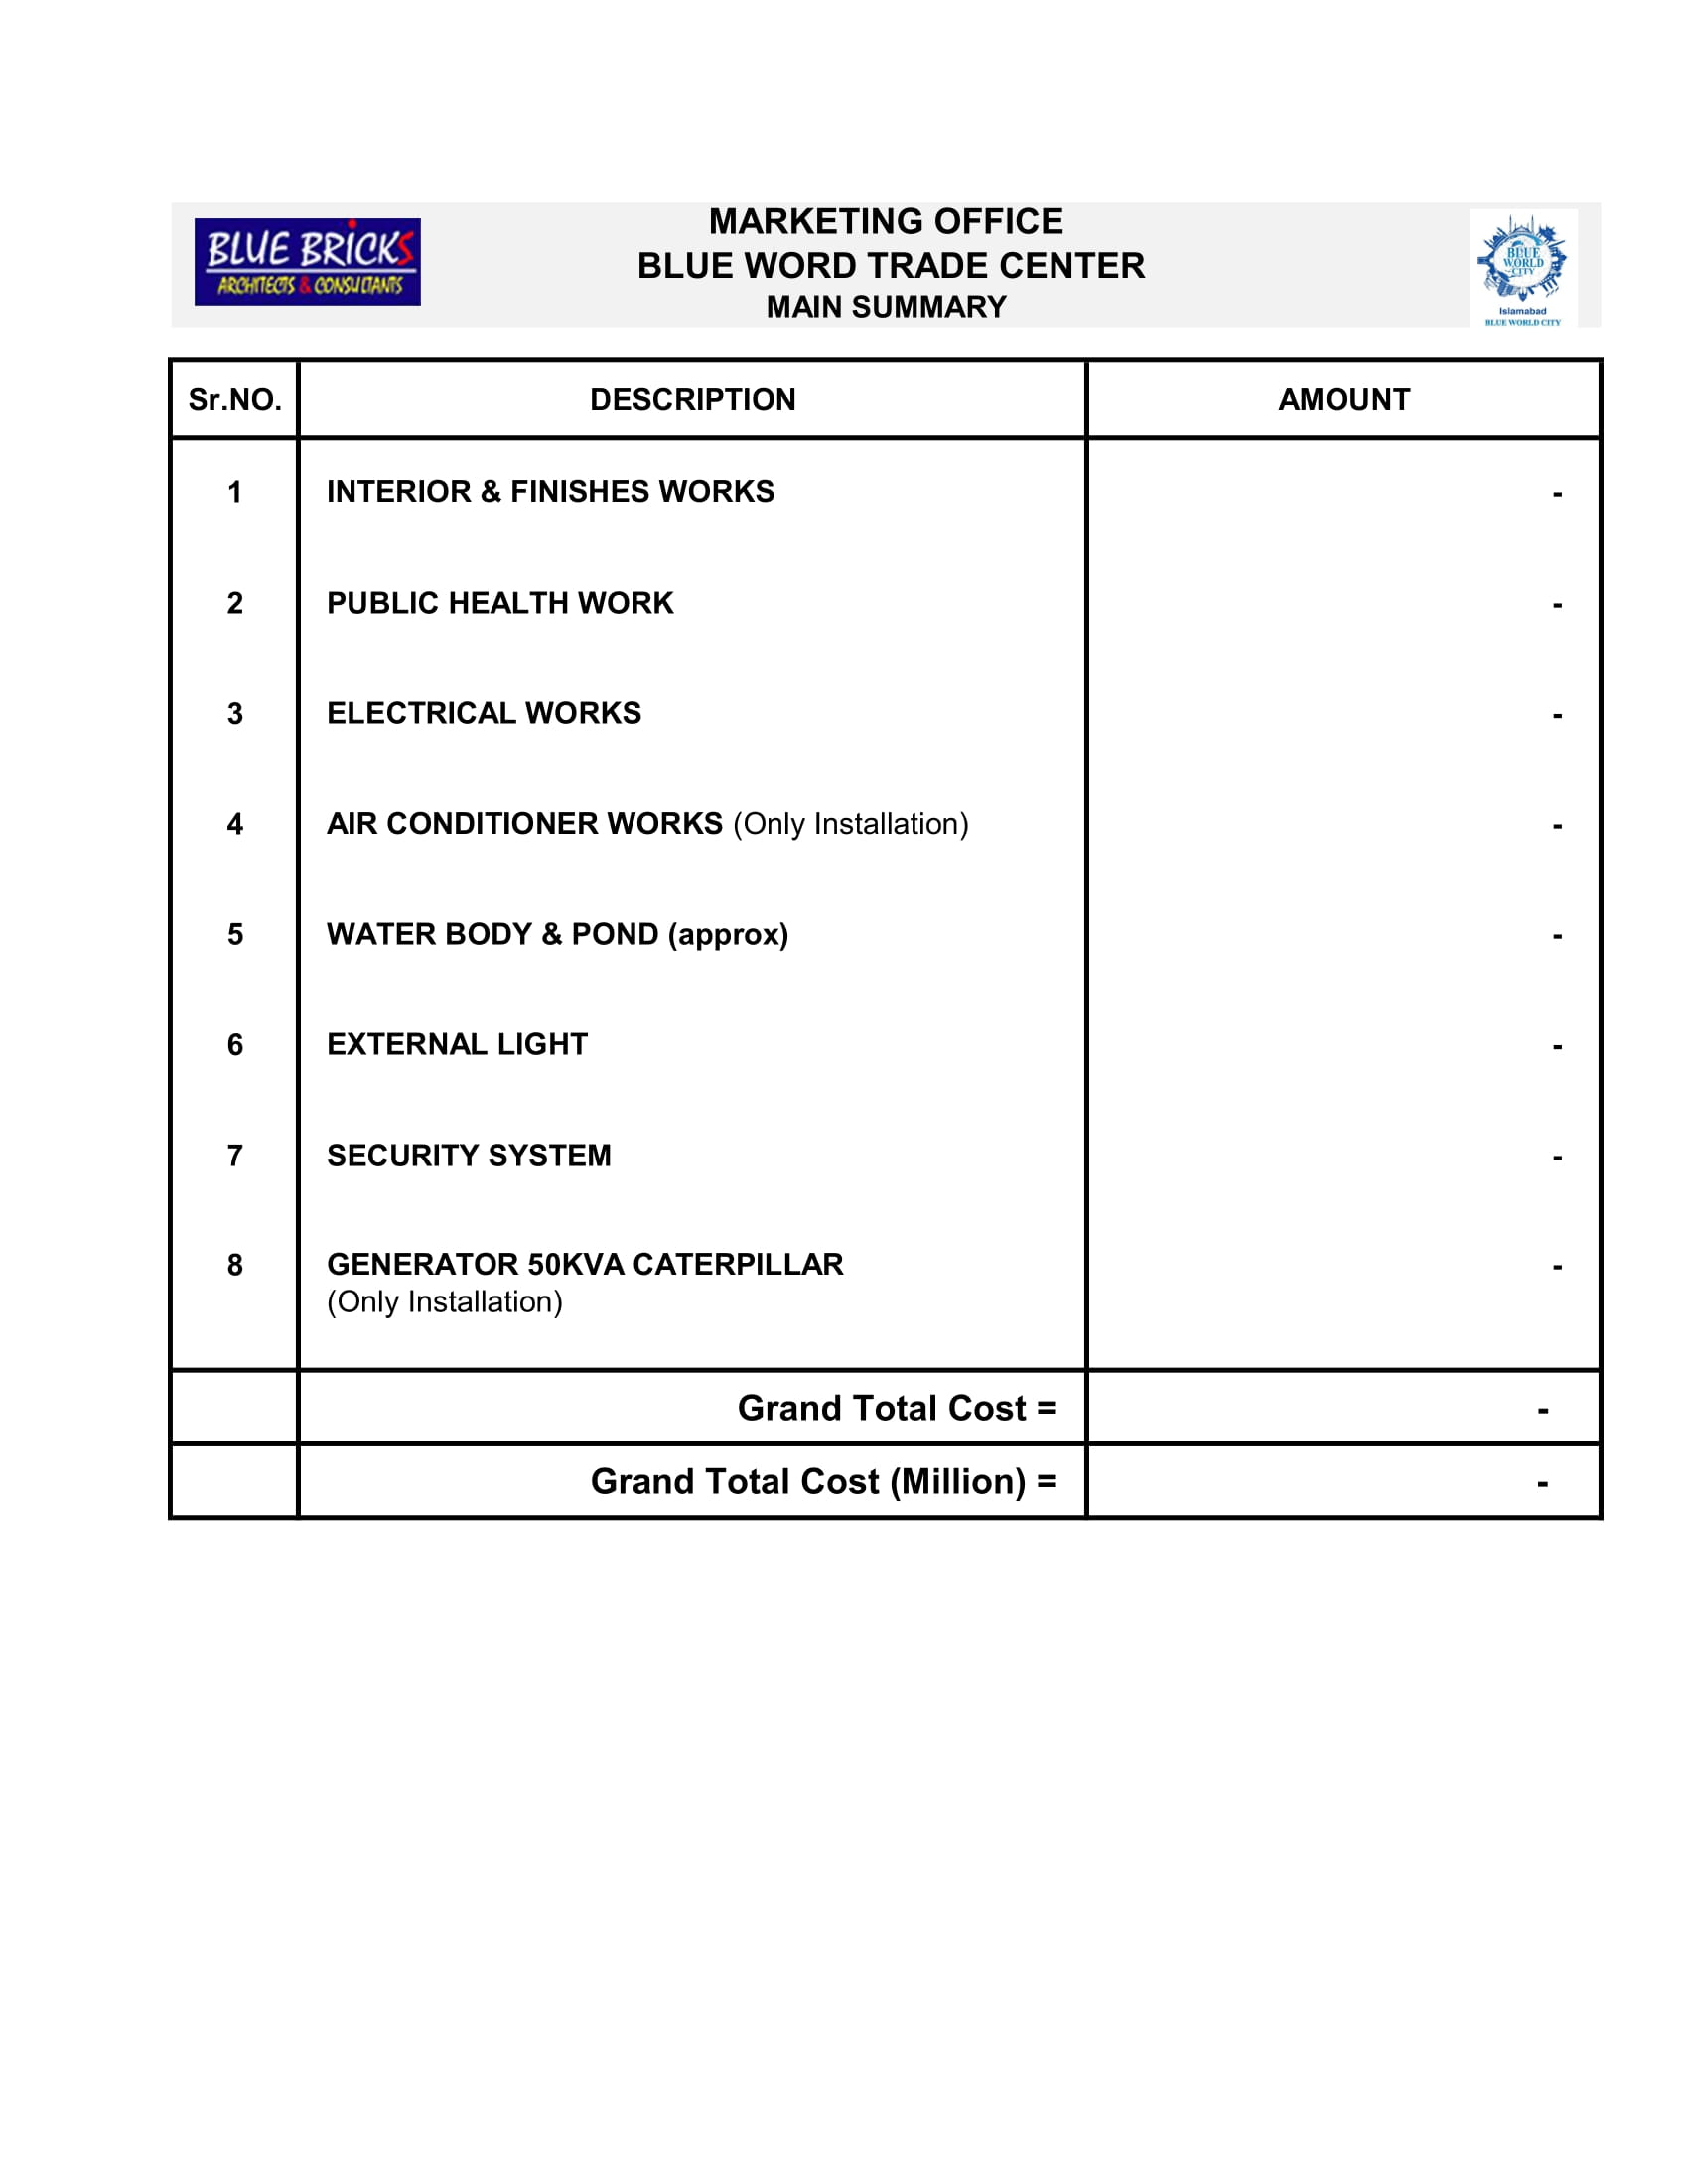 BLUE BRICKS
ARCHITECTS & CONSULTANTS
MARKETING OFFICE
BLUE WORD TRADE CENTER
MAIN SUMMARY
BLUE
WORLD
CITY
Islamabad
BLUE WORLD CITY
Sr.NO. DESCRIPTION AMOUNT
1 INTERIOR & FINISHES WORKS -
2 PUBLIC HEALTH WORK -
3 ELECTRICAL WORKS -
4 AIR CONDITIONER WORKS (Only Installation) -
5 WATER BODY & POND (approx) -
6 EXTERNAL LIGHT -
7 SECURITY SYSTEM -
8 GENERATOR 50KVA CATERPILLAR -
(Only Installation)
Grand Total Cost = -
Grand Total Cost (Million) = -